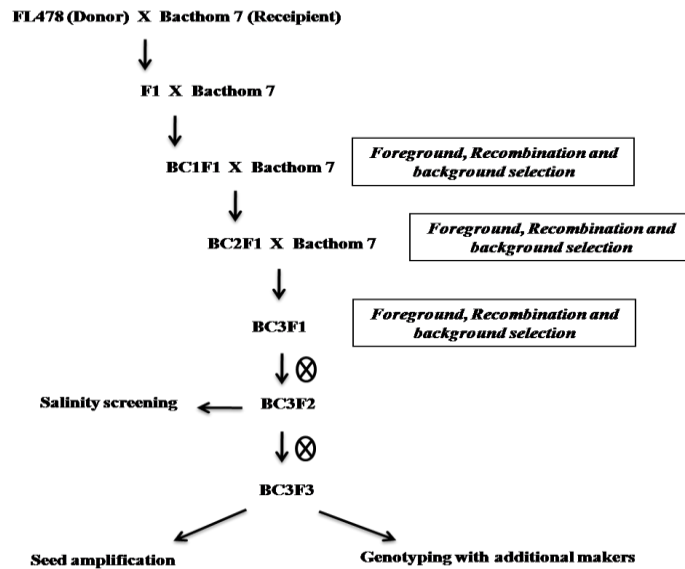 FL478 (Donor) X Bacthom 7 (Receipient)
F1 X Bacthom 7
BC1F1 X Bacthom 7
Foreground, Recombination and
background selection
BC2F1 X Bacthom 7
Foreground, Recombination and
background selection
BC3F1
Foreground, Recombination and
background selection
Salinity screening
BC3F2
BC3F3
Seed amplification
Genotyping with additional makers